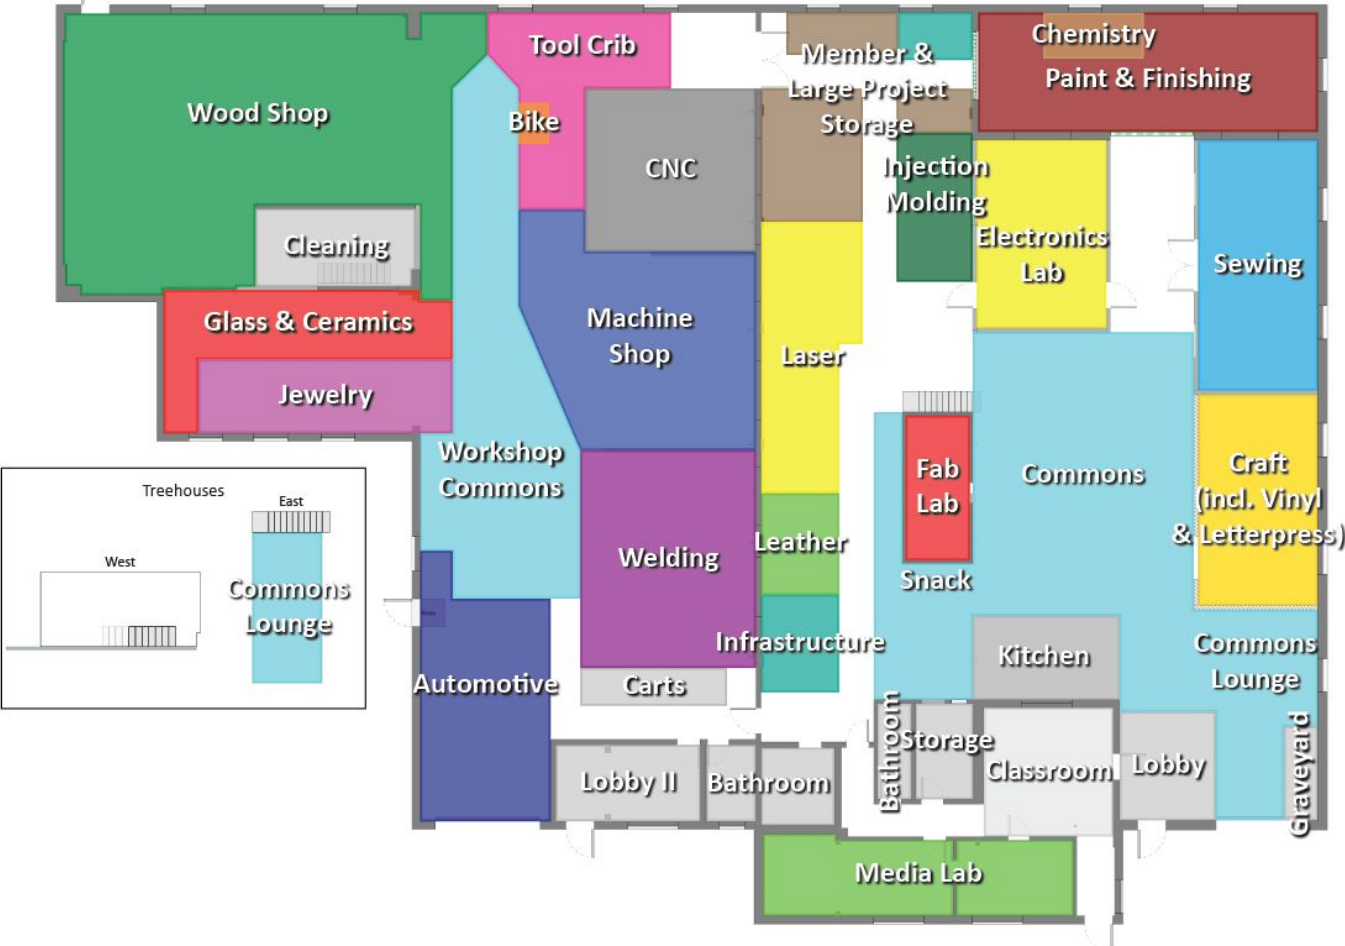 Wood Shop
Tool Crib
Bike
CNC
Member &
Large Project
Storage
Chemistry
Paint & Finishing
Injection
Molding
Electronics
Lab
Sewing
Cleaning
Glass & Ceramics
Jewelry
Machine
Shop
Laser
Workshop
Commons
Fab
Lab
Commons
Craft
(incl. Vinyl
& Letterpress)
Treehouses
East
West
Commons
Lounge
Welding
Leather
Snack
Infrastructure
Kitchen
Commons
Lounge
Automotive
Carts
Bathroom
Storage
Classroom
Lobby
Graveyard
Lobby II
Bathroom
Media Lab